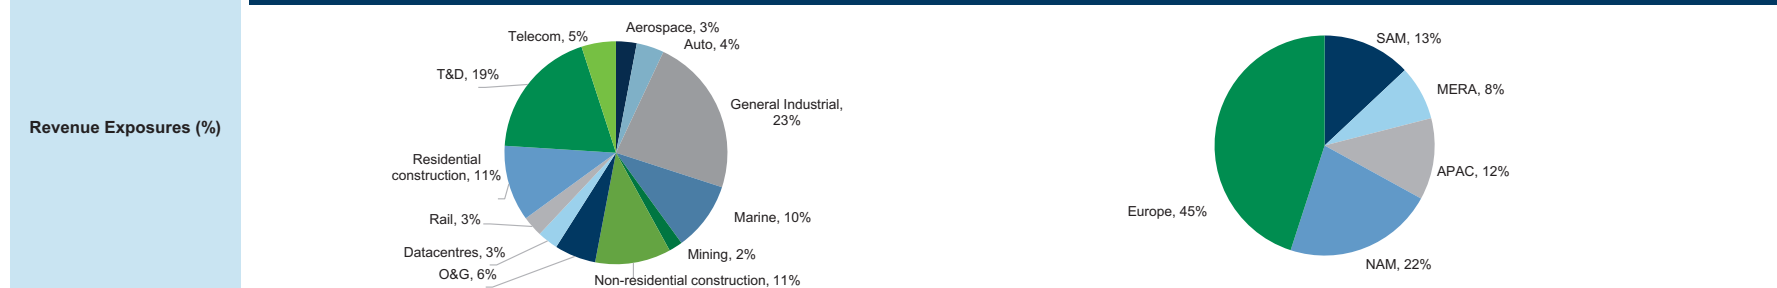 Revenue Exposures (%)
Aerospace, 3%
Auto, 4%
General Industrial,
23%
Marine, 10%
Mining, 2%
Non-residential construction, 11%
O&G, 6%
Datacentres, 3%
Rail, 3%
Residential
construction, 11%
T&D, 19%
Telecom, 5%
SAM, 13%
MERA, 8%
APAC, 12%
NAM, 22%
Europe, 45%